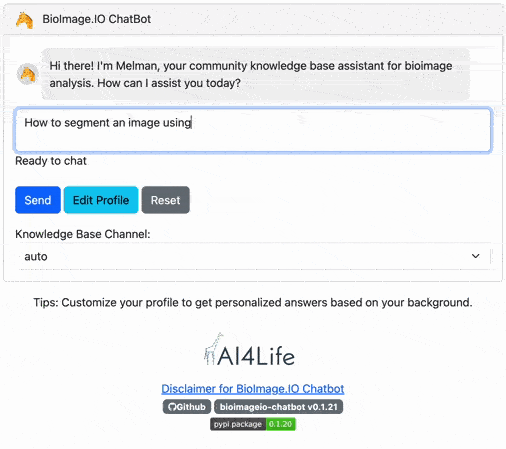 BioImage.IO ChatBot
Hi there! I'm Melman, your community knowledge base assistant for bioimage
analysis. How can I assist you today?
How to segment an image using
Ready to chat
Send Edit Profile Reset
Knowledge Base Channel:
auto
Tips: Customize your profile to get personalized answers based on your background.
AI4Life
Disclaimer for BioImage.IO Chatbot
Github bioimageio-chatbot v0.1.21
pypi package 0.1.20